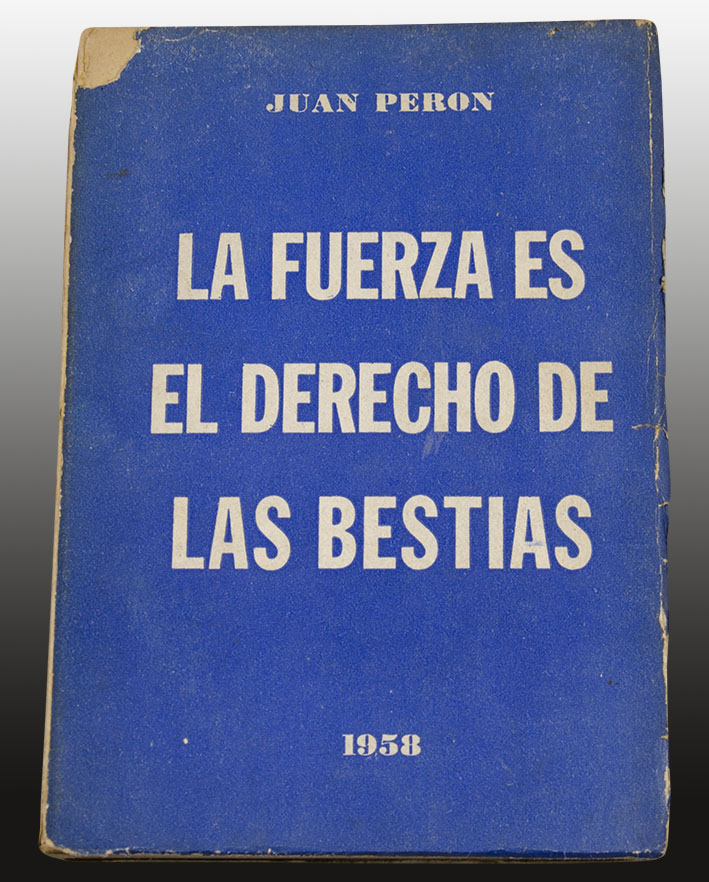 JUAN PERON
LA FUERZA ES
EL DERECHO DE
LAS BESTIAS
1958